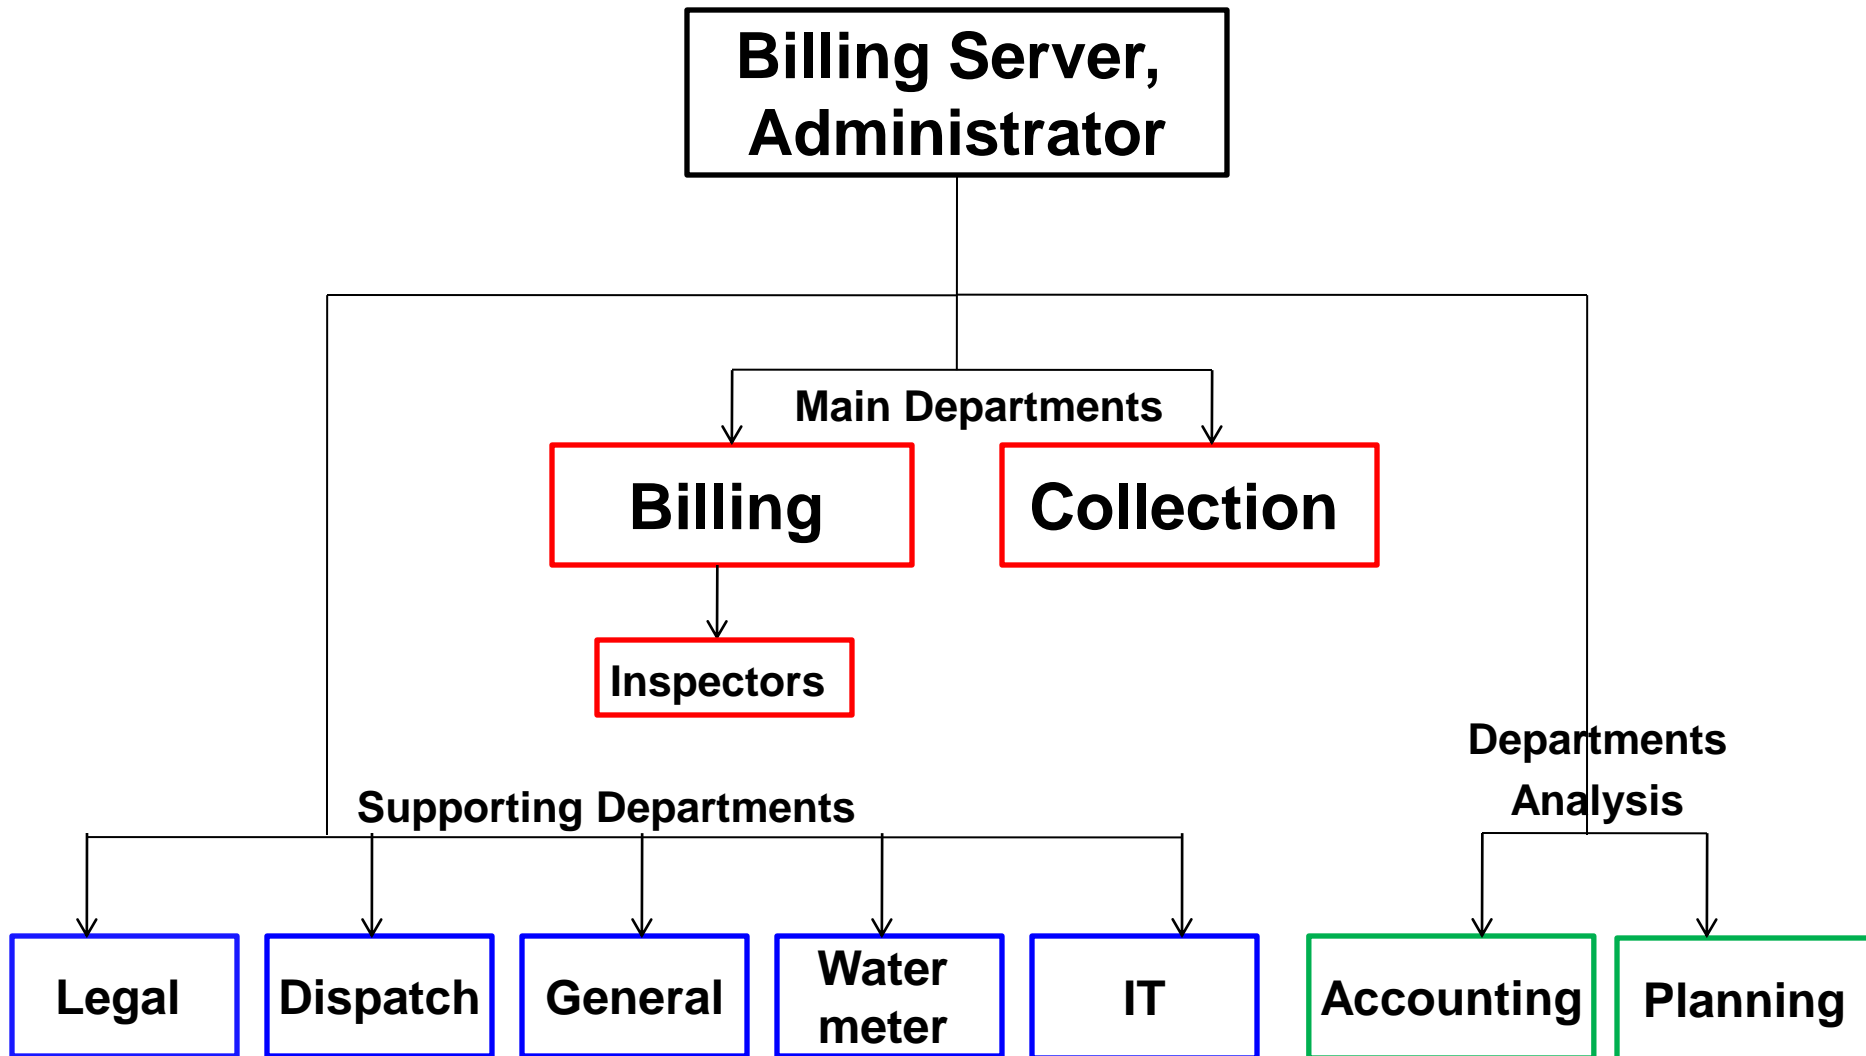 Billing Server,
Administrator
Main Departments
Billing
Collection
Inspectors
Departments
Analysis
Supporting Departments
Legal
Dispatch
General
Water
meter
IT
Accounting
Planning